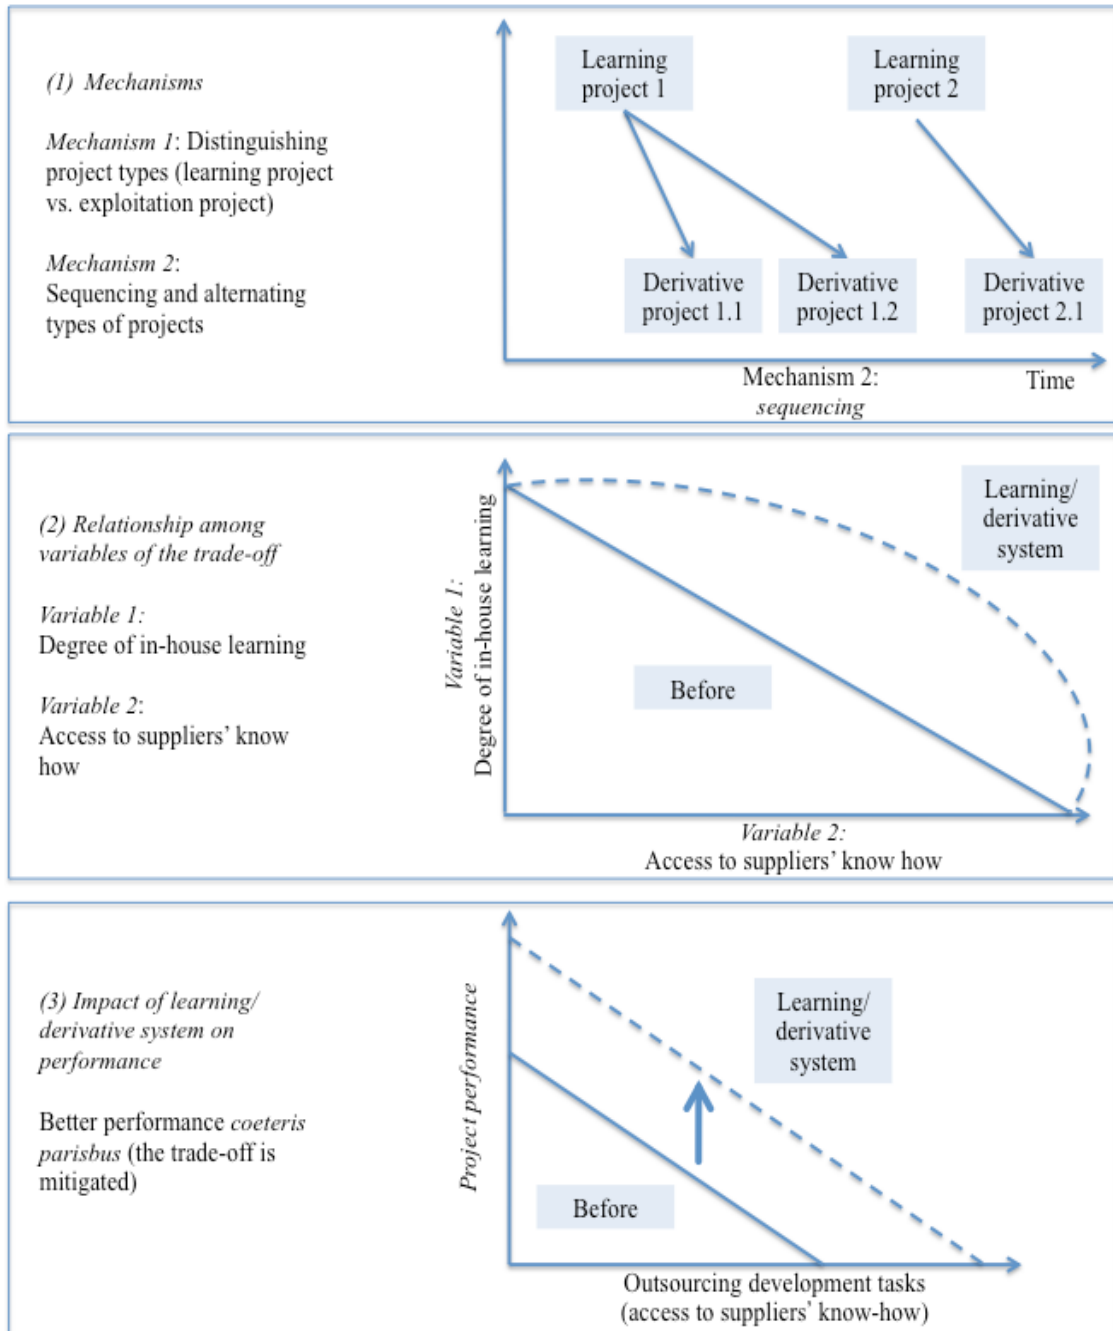 (1) Mechanisms
Mechanism 1: Distinguishing
project types (learning project
vs. exploitation project)
Mechanism 2:
Sequencing and alternating
types of projects
Learning
project 1
Learning
project 2
Derivative
project 1.1
Derivative
project 1.2
Derivative
project 2.1
Mechanism 2:
sequencing
Time
(2) Relationship among
variables of the trade-off
Variable 1:
Degree of in-house learning
Variable 2:
Access to suppliers' know
how
Variable 1:
Degree of in-house learning
Learning/
derivative
system
Before
Variable 2:
Access to suppliers' know how
(3) Impact of learning/
derivative system on
performance
Better performance coeteris
parisbus (the trade-off is
mitigated)
Project performance
Learning/
derivative
system
Before
Outsourcing development tasks
(access to suppliers' know-how)